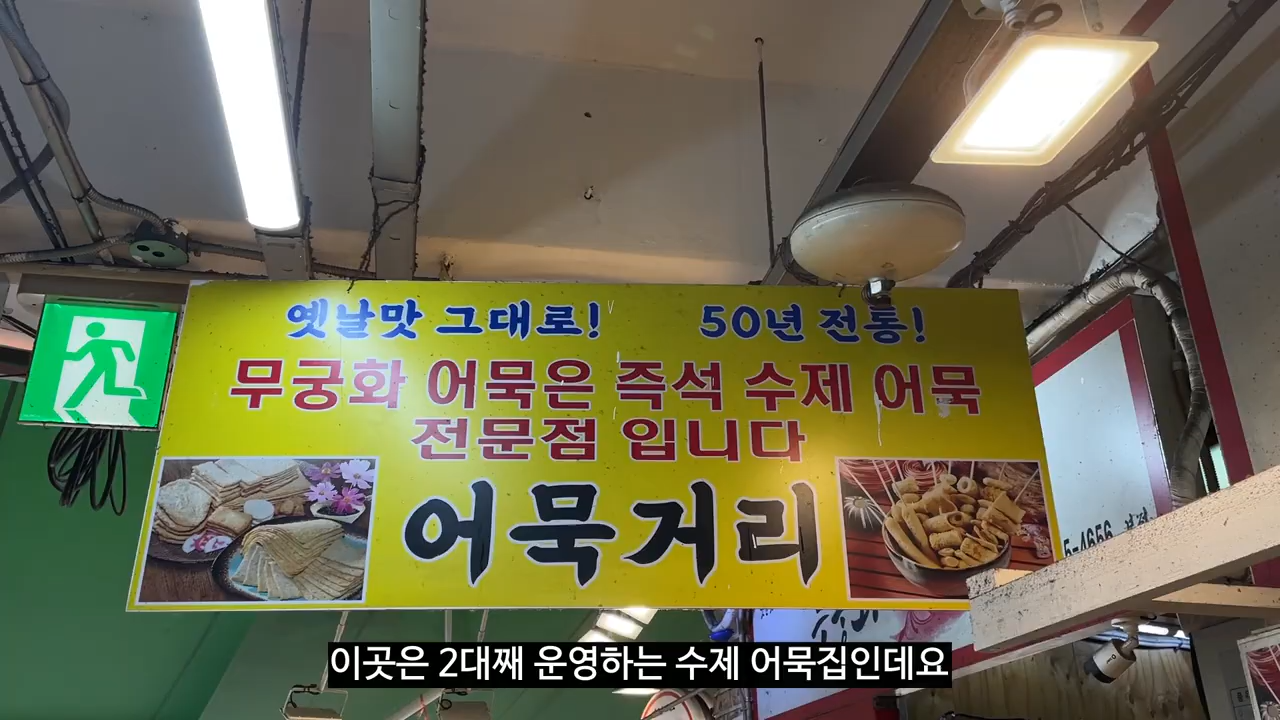 옛날맛 그대로! 50년 전통!
무궁화 어묵은 즉석 수제 어묵
전문점 입니다
어묵거리
5-4656
이곳은 2대째 운영하는 수제 어묵집인데요